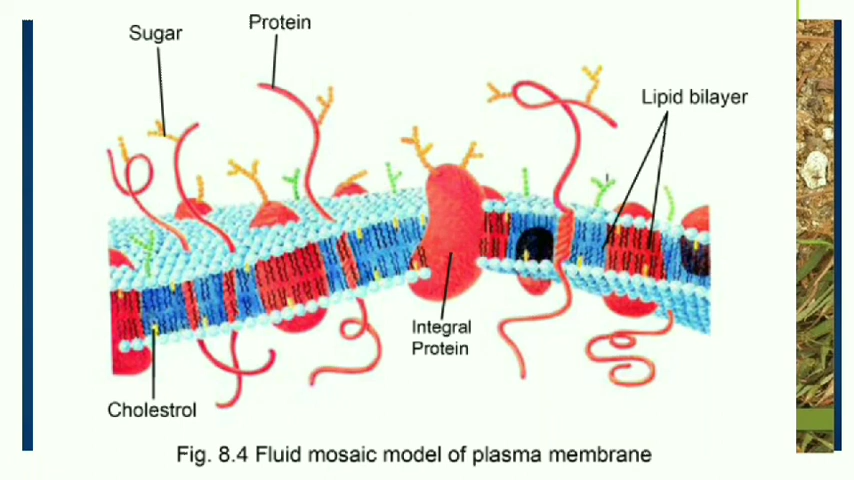 Protein
Sugar
Lipid bilayer
Integral
Protein
Cholestrol
Fig. 8.4 Fluid mosaic model of plasma membrane